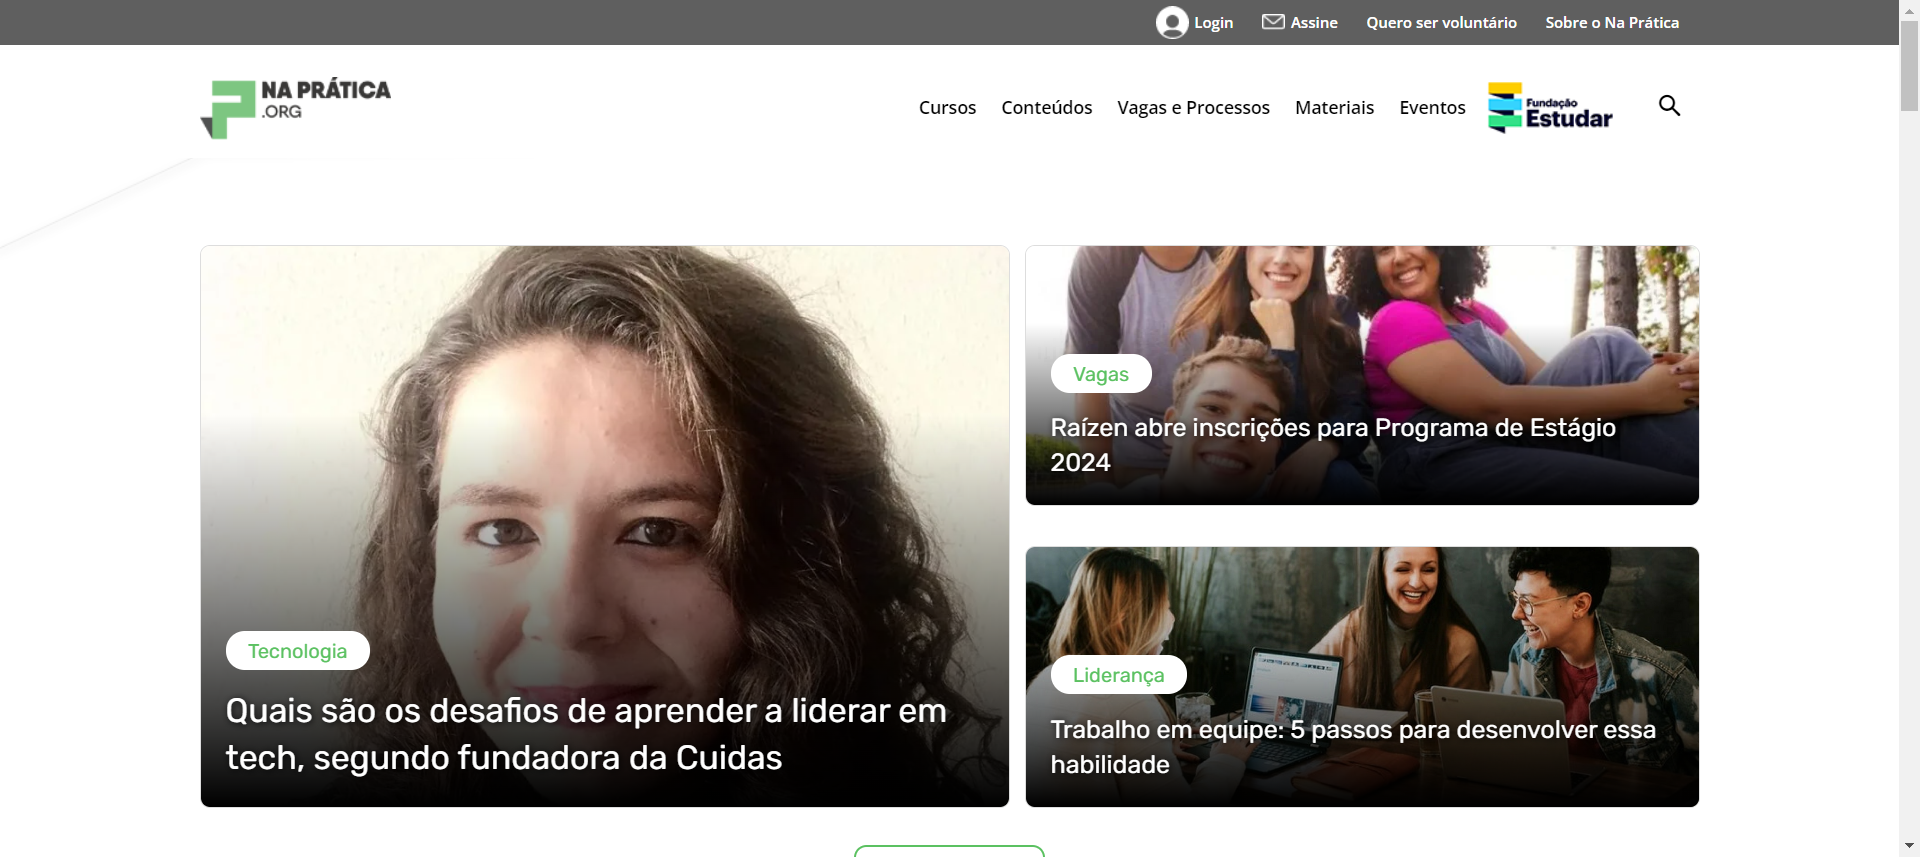 Login
Assine
Quero ser voluntário
Sobre o Na Prática
NA PRÁTICA
.ORG
Cursos
Conteúdos
Vagas e Processos
Materiais
Eventos
Fundação
Estudar
Tecnologia
Quais são os desafios de aprender a liderar em
tech, segundo fundadora da Cuidas
Vagas
Raízen abre inscrições para Programa de Estágio
2024
Liderança
Trabalho em equipe: 5 passos para desenvolver essa
habilidade